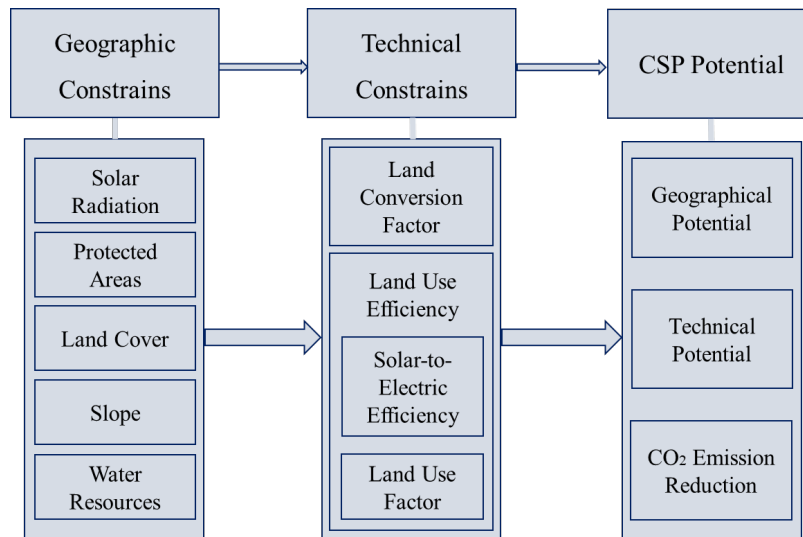 Geographic
Constrains
Technical
Constrains
CSP Potential
Solar
Radiation
Protected
Areas
Land Cover
Slope
Water
Resources
Land
Conversion
Factor
Land Use
Efficiency
Solar-to-
Electric
Efficiency
Land Use
Factor
Geographical
Potential
Technical
Potential
CO₂ Emission
Reduction